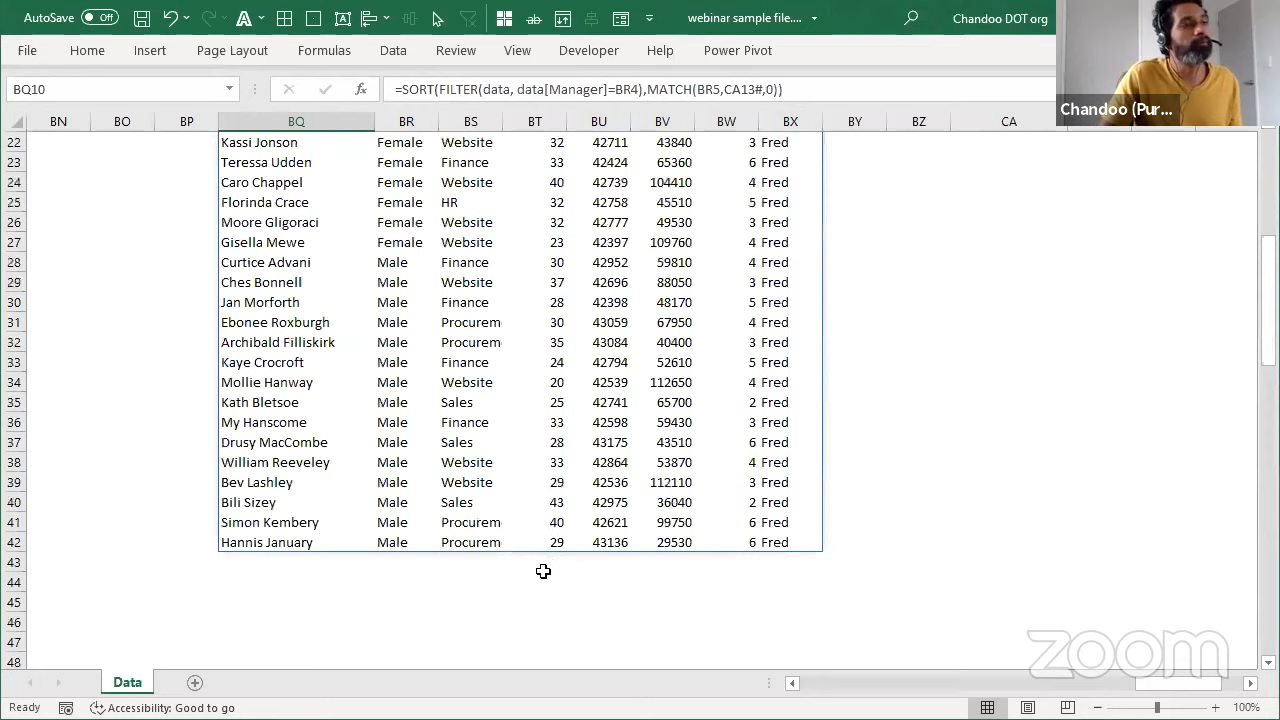 AutoSave Off webinar sample file.... Chandoo DOT org
File Home Insert Page Layout Formulas Data Review View Developer Help Power Pivot
BQ10 fx =SORT(FILTER(data, data[Manager]=BR4),MATCH(BR5,CA13#,0))
Chandoo (Pur...
BN BO BP BQ BR BS BT BU BV BW BX BY BZ CA
22 Kassi Jonson Female Website 32 42711 43840 3 Fred
23 Teressa Udden Female Finance 33 42424 65360 6 Fred
24 Caro Chappel Female Website 40 42739 104410 4 Fred
25 Florinda Crace Female HR 32 42758 45510 5 Fred
26 Moore Gligoraci Female Website 32 42777 49530 3 Fred
27 Gisella Mewe Female Website 23 42397 109760 4 Fred
28 Curtice Advani Male Finance 30 42952 59810 4 Fred
29 Ches Bonnell Male Website 37 42696 88050 3 Fred
30 Jan Morforth Male Finance 28 42398 48170 5 Fred
31 Ebonee Roxburgh Male Procurem 30 43059 67950 4 Fred
32 Archibald Filliskirk Male Procurem 35 43084 40400 3 Fred
33 Kaye Crocroft Male Finance 24 42794 52610 5 Fred
34 Mollie Hanway Male Website 20 42539 112650 4 Fred
35 Kath Bletsoe Male Sales 25 42741 65700 2 Fred
36 My Hanscome Male Finance 33 42598 59430 3 Fred
37 Drusy MacCombe Male Sales 28 43175 43510 6 Fred
38 William Reeveley Male Website 33 42864 53870 4 Fred
39 Bev Lashley Male Website 29 42536 112110 3 Fred
40 Bili Sizey Male Sales 43 42975 36040 2 Fred
41 Simon Kembery Male Procurem 40 42621 99750 6 Fred
42 Hannis January Male Procurem 29 43136 29530 6 Fred
43
44
45
46
47
48
zoom
Data
Ready Accessibility: Good to go 100%